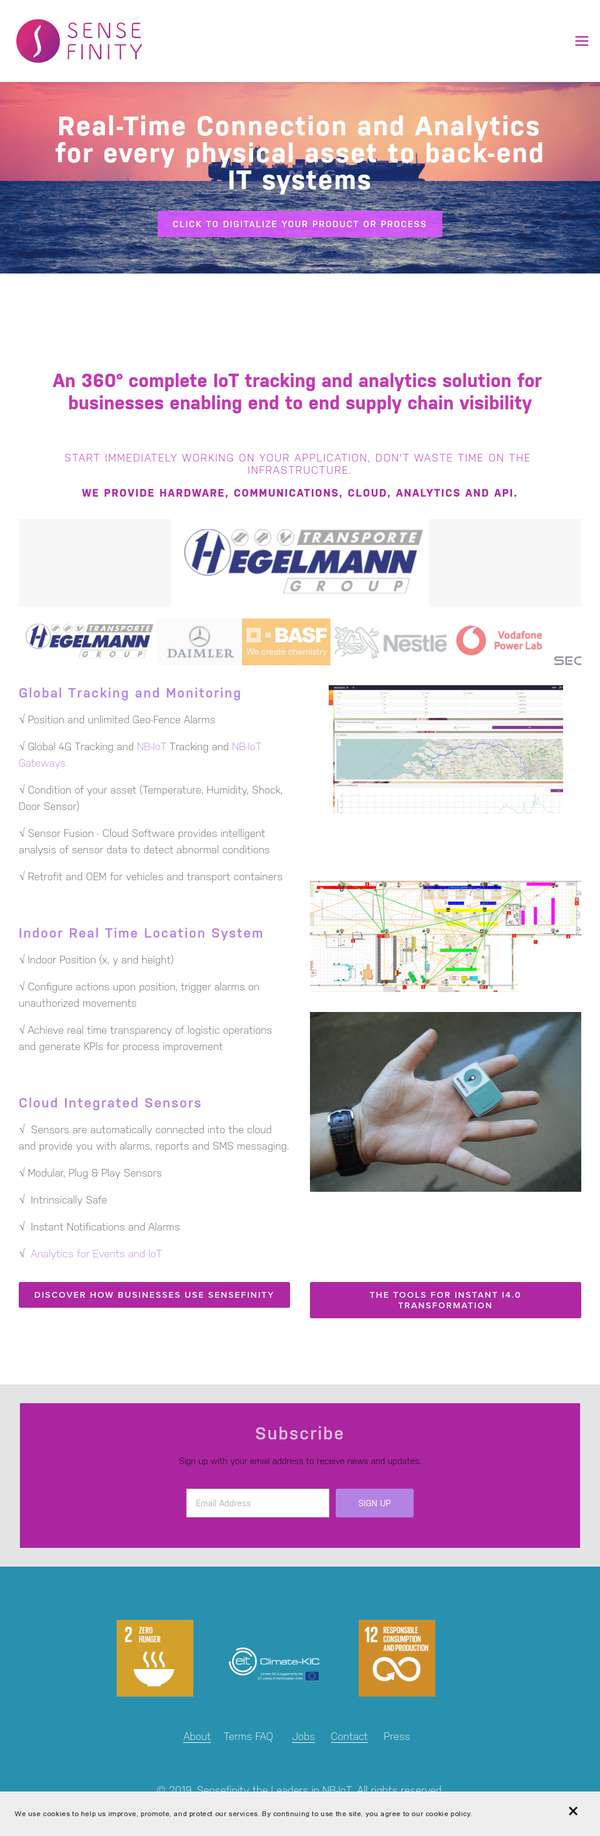 SENSE
FINITY
Real-Time Connection and Analytics
for every physical asset to back-end
IT systems
CLICK TO DIGITALIZE YOUR PRODUCT OR PROCESS
An 360° complete IoT tracking and analytics solution for
businesses enabling end to end supply chain visibility
START IMMEDIATELY WORKING ON YOUR APPLICATION, DON'T WASTE TIME ON THE
INFRASTRUCTURE.
WE PROVIDE HARDWARE, COMMUNICATIONS, CLOUD, ANALYTICS AND API.
TRANSPORTE
HEGELMANN
GROUP
TRANSPORTE
HEGELMANN
GROUP
DAIMLER
BASF
We create chemistry
Nestlé
Vodafone
Power Lab
SEC
Global Tracking and Monitoring
√ Position and unlimited Geo-Fence Alarms
√ Global 4G Tracking and NB-IoT Tracking and NB-IoT
Gateways
√ Condition of your asset (Temperature, Humidity, Shock,
Door Sensor)
√ Sensor Fusion - Cloud Software provides intelligent
analysis of sensor data to detect abnormal conditions
√ Retrofit and OEM for vehicles and transport containers
Indoor Real Time Location System
√ Indoor Position (x, y and height)
√ Configure actions upon position, trigger alarms on
unauthorized movements
√ Achieve real time transparency of logistic operations
and generate KPIs for process improvement
Cloud Integrated Sensors
√ Sensors are automatically connected into the cloud
and provide you with alarms, reports and SMS messaging.
√ Modular, Plug & Play Sensors
√ Intrinsically Safe
√ Instant Notifications and Alarms
√ Analytics for Events and IoT
DISCOVER HOW BUSINESSES USE SENSEFINITY
THE TOOLS FOR INSTANT I4.0
TRANSFORMATION
Subscribe
Sign up with your email address to receive news and updates.
Email Address
SIGN UP
2 ZERO
HUNGER
eit Climate-KIC
12 RESPONSIBLE
CONSUMPTION
AND PRODUCTION
About Terms FAQ Jobs Contact Press
© 2019, Sensefinity the Leaders in NB-IoT. All rights reserved.
We use cookies to help us improve, promote, and protect our services. By continuing to use the site, you agree to our cookie policy.